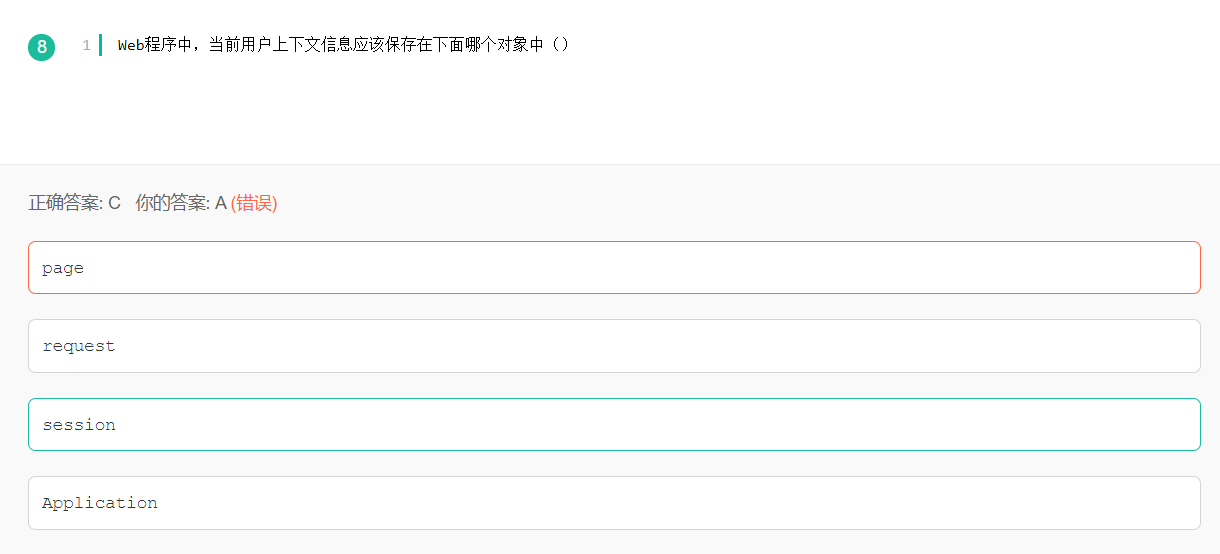 8 1 Web程序中，当前用户上下文信息应该保存在下面哪个对象中（）
正确答案: C 你的答案: A (错误)
page
request
session
Application